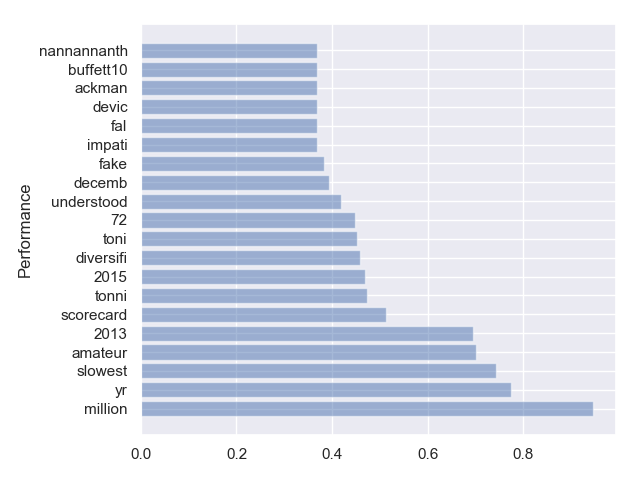 nannannanth
buffett10
ackman
devic
fal
impati
fake
decemb
understood
72
toni
diversifi
2015
tonni
scorecard
2013
amateur
slowest
yr
million
Performance
0.0 0.2 0.4 0.6 0.8